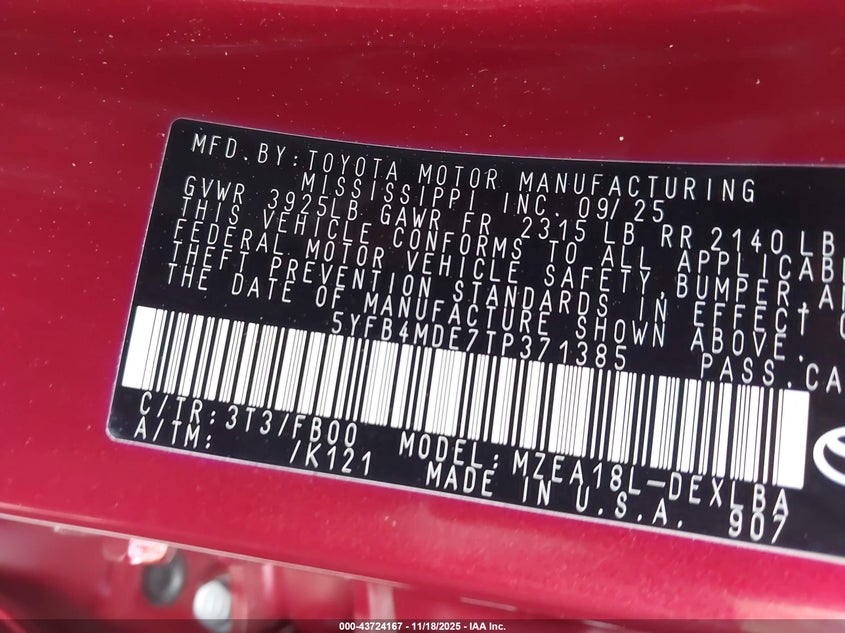 MFD.BY:TOYOTA MOTOR MANUFACTURING
MISSISSIPPI INC. 09/25
GVWR 3925LB GAWR FR 2315 LB RR 2140 LB
THIS VEHICLE CONFORMS TO ALL APPLICABL
FEDERAL MOTOR VEHICLE SAFETY,BUMPER,
THEFT PREVENTION STANDARDS IN EFFECT
THE DATE OF MANUFACTURE SHOWN ABOVE.
5YFB4MDE7TP371385 PASS.CA
C/TR:3T3/FB00 MODEL:MZEA18L-DEXLBA
A/TM: /K121 MADE IN U.S.A. 907
000-43724167 - 11/18/2025 - IAA Inc.